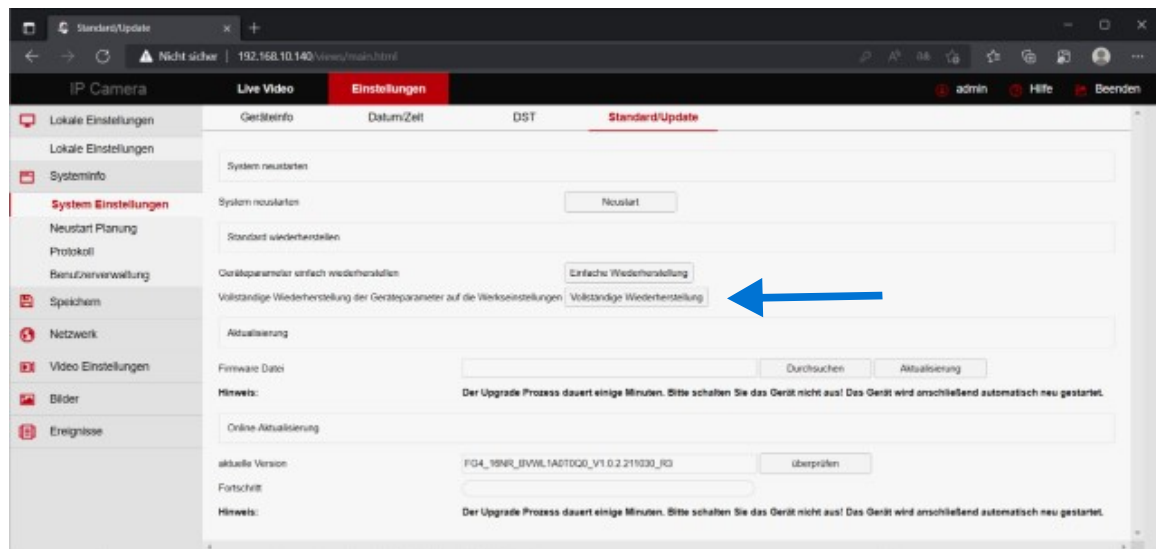 Standard/Update
Nicht sicher | 192.168.10.140/views/main.html
IP Camera Live Video Einstellungen admin Hilfe Beenden
Geräteinfo Datum/Zeit DST Standard/Update
Lokale Einstellungen
Lokale Einstellungen
Systeminfo
System Einstellungen
Neustart Planung
Protokoll
Benutzerverwaltung
Speichern
Netzwerk
Video Einstellungen
Bilder
Ereignisse
System neustarten
System neustarten Neustart
Standard wiederherstellen
Geräteparameter einfach wiederherstellen Einfache Wiederherstellung
Vollständige Wiederherstellung der Geräteparameter auf die Werkseinstellungen Vollständige Wiederherstellung
Aktualisierung
Firmware Datei Durchsuchen Aktualisierung
Hinweis: Der Upgrade Prozess dauert einige Minuten. Bitte schalten Sie das Gerät nicht aus! Das Gerät wird anschließend automatisch neu gestartet.
Online-Aktualisierung
aktuelle Version überprüfen
Fortschritt
Hinweis: Der Upgrade Prozess dauert einige Minuten. Bitte schalten Sie das Gerät nicht aus! Das Gerät wird anschließend automatisch neu gestartet.